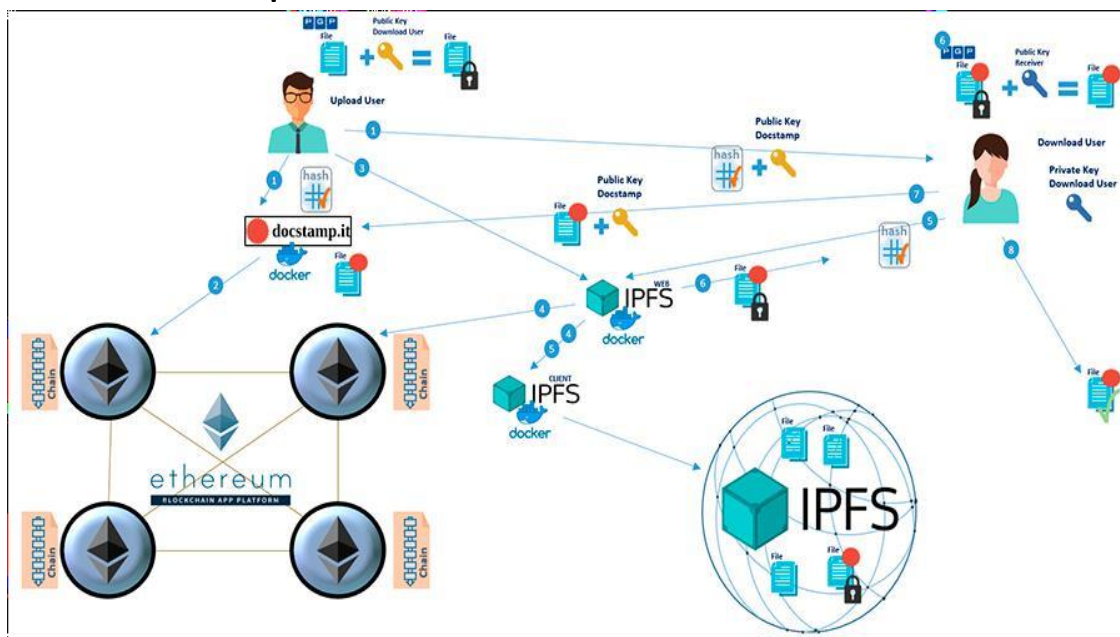 PGP
File
Public Key
Download User
File
Upload User
1
1
3
hash
docstamp.it
docker
File
2
Public Key
Docstamp
hash
Public Key
Docstamp
File
6
PGP
File
Public Key
Receiver
File
Download User
Private Key
Download User
7
5
hash
8
File
WEB
IPFS
docker
6
File
4
4
5
CLIENT
IPFS
docker
Chain
Chain
ethereum
BLOCKCHAIN APP PLATFORM
Chain
Chain
File
File
IPFS
File
File